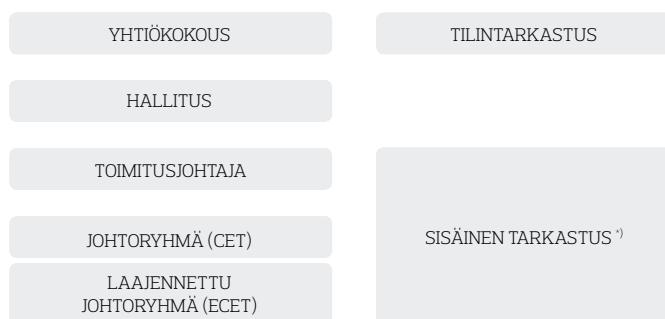 YHTIÖKOKOUS
TILINTARKASTUS
HALLITUS
TOIMITUSJOHTAJA
JOHTORYHMÄ (CET)
SISÄINEN TARKASTUS *)
LAAJENNETTU
JOHTORYHMÄ (ECET)